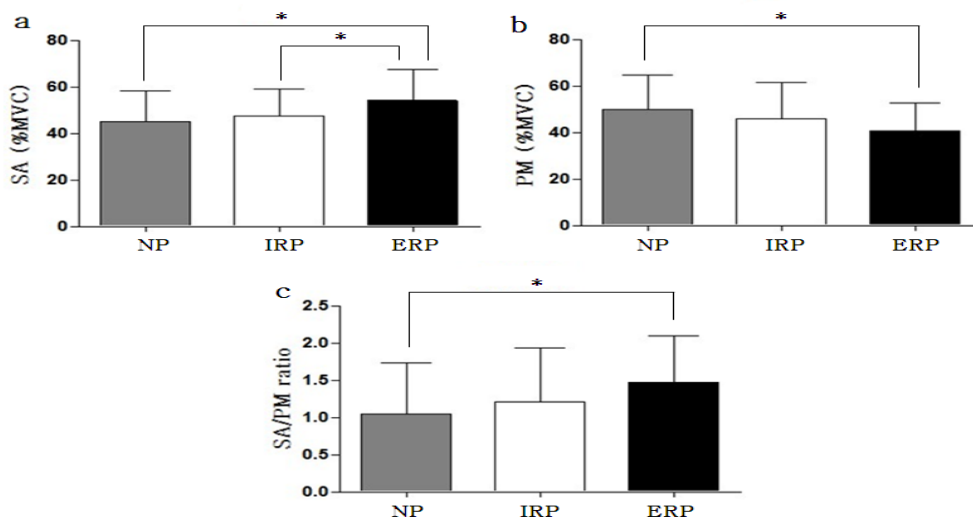 a
*
*
SA (%MVC)
80
60
40
20
0
NP IRP ERP
b
*
PM (%MVC)
80
60
40
20
0
NP IRP ERP
c
*
SA/PM ratio
2.5
2.0
1.5
1.0
0.5
0.0
NP IRP ERP